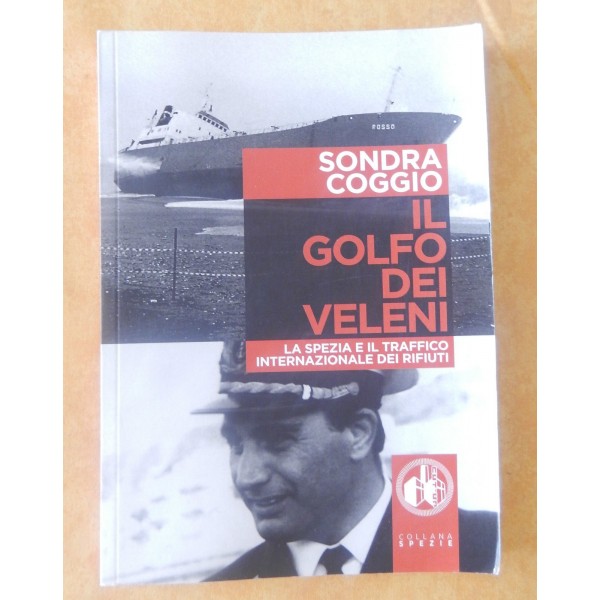 ROSSO
SONDRA
COGGIO
IL
GOLFO
DEI
VELENI
LA SPEZIA E IL TRAFFICO
INTERNAZIONALE DEI RIFIUTI
COLLANA
SPEZIE